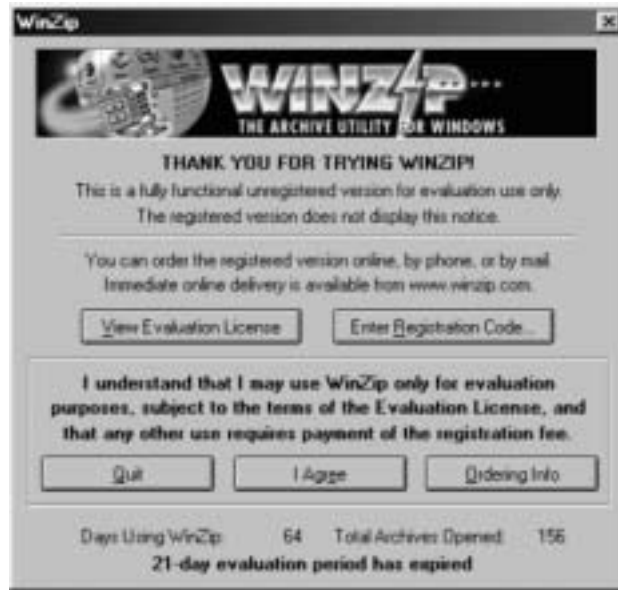 WinZip
WINZIP
THE ARCHIVE UTILITY FOR WINDOWS
THANK YOU FOR TRYING WINZIP!
This is a fully functional unregistered version for evaluation use only.
The registered version does not display this notice.
You can order the registered version online, by phone, or by mail.
Immediate online delivery is available from www.winzip.com.
View Evaluation License Enter Registration Code...
I understand that I may use WinZip only for evaluation
purposes, subject to the terms of the Evaluation License, and
that any other use requires payment of the registration fee.
Quit I Agree Ordering Info
Days Using WinZip: 64 Total Archives Opened: 156
21-day evaluation period has expired